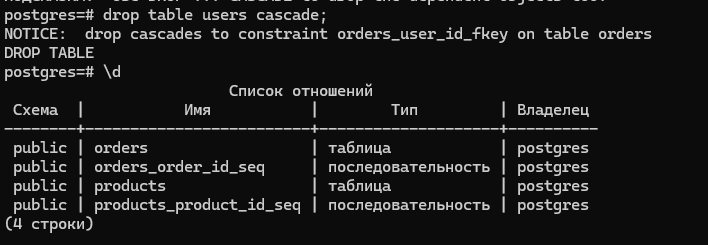 postgres=# drop table users cascade;
NOTICE:  drop cascades to constraint orders_user_id_fkey on table orders
DROP TABLE
postgres=# \d
                         Список отношений
 Схема  |          Имя           |        Тип         | Владелец
--------+------------------------+--------------------+----------
 public | orders                 | таблица            | postgres
 public | orders_order_id_seq    | последовательность | postgres
 public | products               | таблица            | postgres
 public | products_product_id_seq | последовательность | postgres
(4 строки)